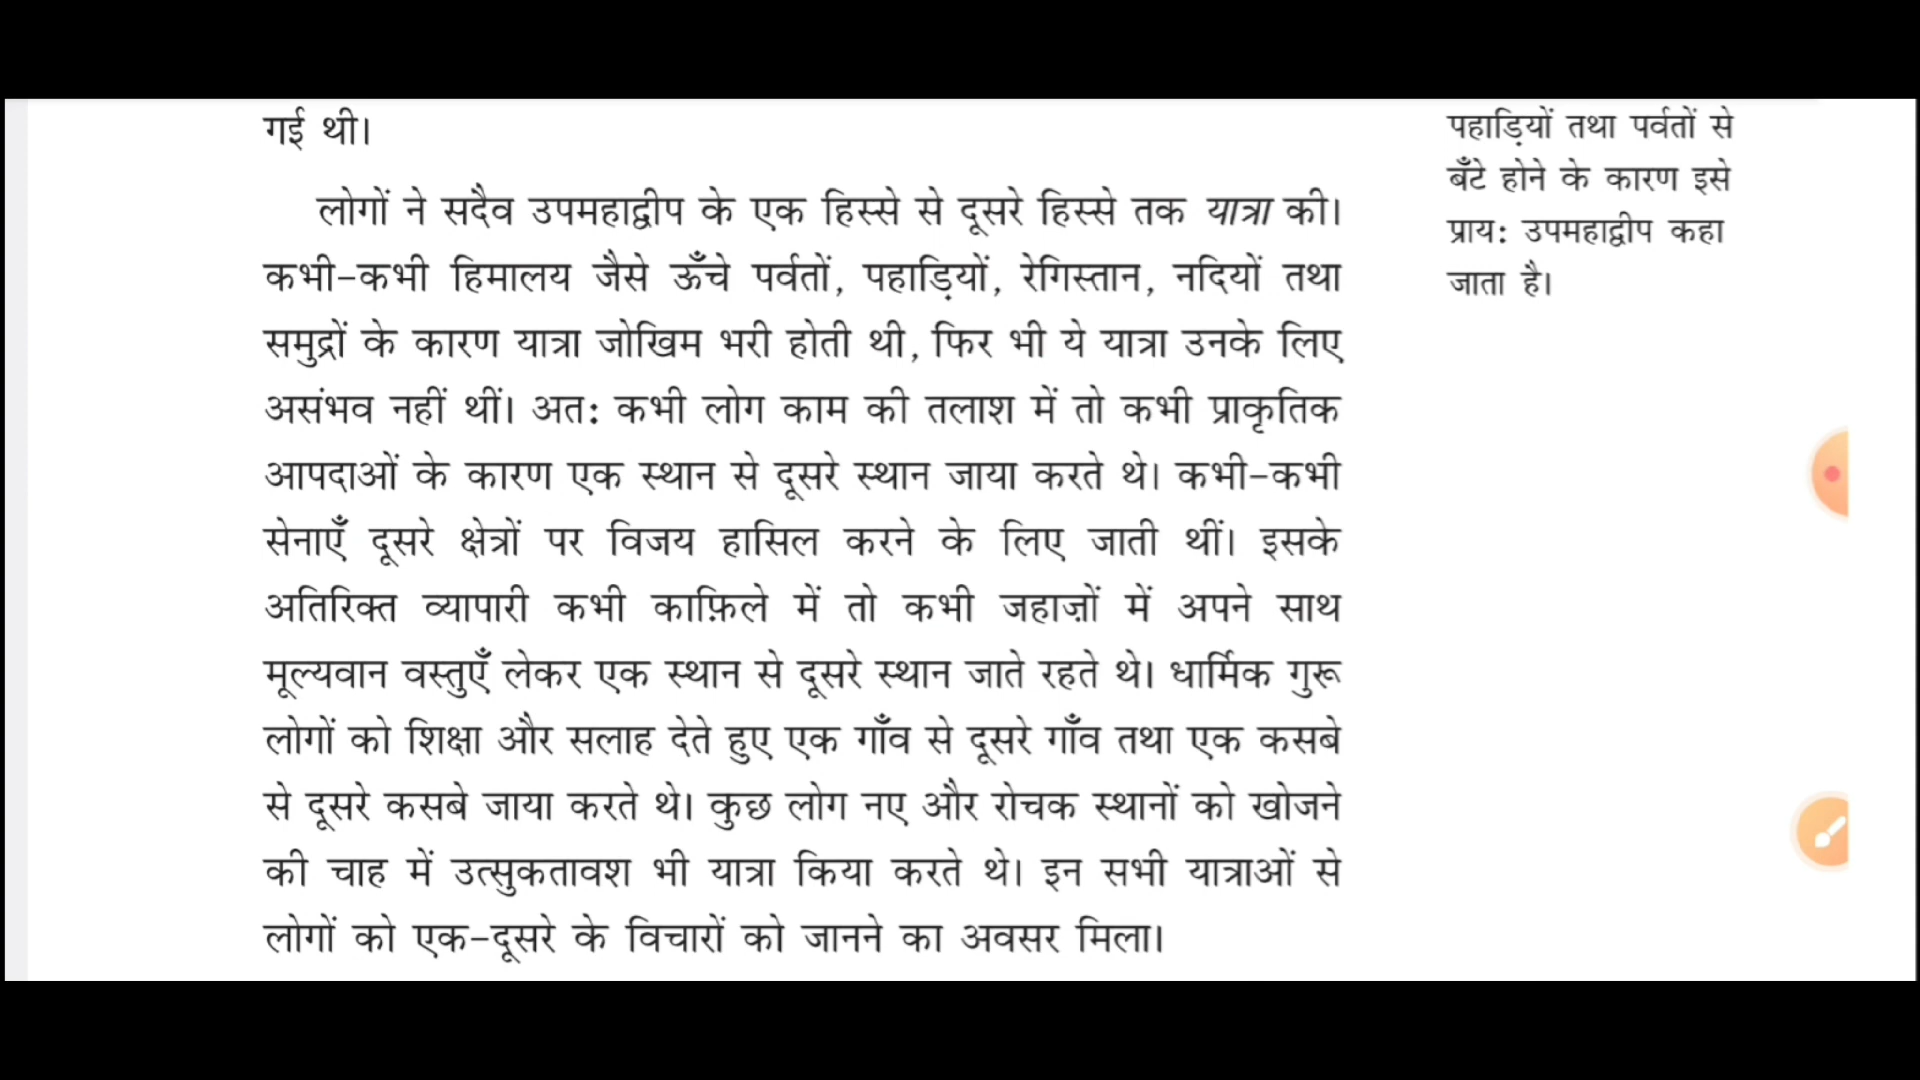 गई थी।
लोगों ने सदैव उपमहाद्वीप के एक हिस्से से दूसरे हिस्से तक यात्रा की।
कभी-कभी हिमालय जैसे ऊँचे पर्वतों, पहाड़ियों, रेगिस्तान, नदियों तथा
समुद्रों के कारण यात्रा जोखिम भरी होती थी, फिर भी ये यात्रा उनके लिए
असंभव नहीं थीं। अत: कभी लोग काम की तलाश में तो कभी प्राकृतिक
आपदाओं के कारण एक स्थान से दूसरे स्थान जाया करते थे। कभी-कभी
सेनाएँ दूसरे क्षेत्रों पर विजय हासिल करने के लिए जाती थीं। इसके
अतिरिक्त व्यापारी कभी काफ़िले में तो कभी जहाज़ों में अपने साथ
मूल्यवान वस्तुएँ लेकर एक स्थान से दूसरे स्थान जाते रहते थे। धार्मिक गुरू
लोगों को शिक्षा और सलाह देते हुए एक गाँव से दूसरे गाँव तथा एक कसबे
से दूसरे कसबे जाया करते थे। कुछ लोग नए और रोचक स्थानों को खोजने
की चाह में उत्सुकतावश भी यात्रा किया करते थे। इन सभी यात्राओं से
लोगों को एक-दूसरे के विचारों को जानने का अवसर मिला।
पहाड़ियों तथा पर्वतों से
बँटे होने के कारण इसे
प्राय: उपमहाद्वीप कहा
जाता है।